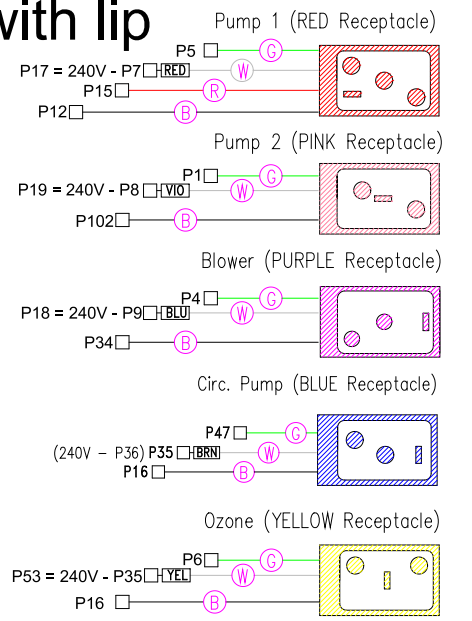 with lip
Pump 1 (RED Receptacle)
P5 G
P17 = 240V - P7 RED W
P15 R
P12 B
Pump 2 (PINK Receptacle)
P1 G
P19 = 240V - P8 VIO W
P102 B
Blower (PURPLE Receptacle)
P4 G
P18 = 240V - P9 BLU W
P34 B
Circ. Pump (BLUE Receptacle)
P47 G
(240V - P36) P35 BRN W
P16 B
Ozone (YELLOW Receptacle)
P6 G
P53 = 240V - P35 YEL W
P16 B